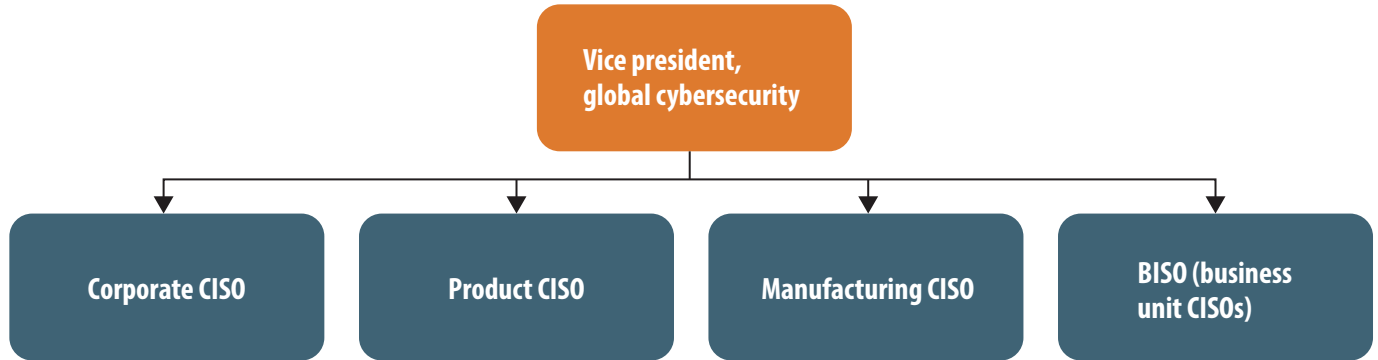 Vice president,
global cybersecurity
Corporate CISO
Product CISO
Manufacturing CISO
BISO (business
unit CISOs)